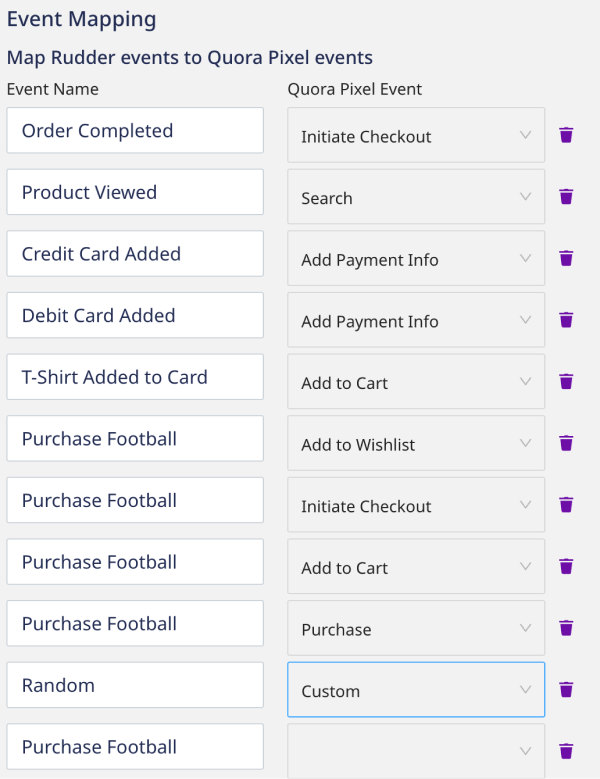 Event Mapping
Map Rudder events to Quora Pixel events
Event Name Quora Pixel Event
Order Completed Initiate Checkout
Product Viewed Search
Credit Card Added Add Payment Info
Debit Card Added Add Payment Info
T-Shirt Added to Card Add to Cart
Purchase Football Add to Wishlist
Purchase Football Initiate Checkout
Purchase Football Add to Cart
Purchase Football Purchase
Random Custom
Purchase Football